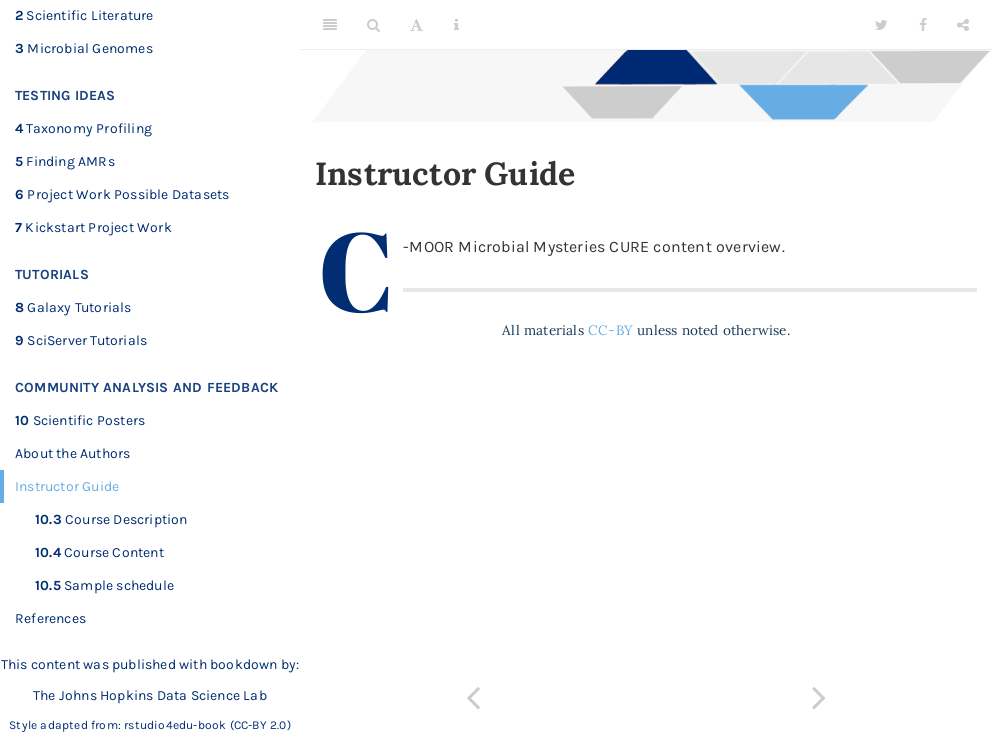 2 Scientific Literature
3 Microbial Genomes
TESTING IDEAS
4 Taxonomy Profiling
5 Finding AMRs
6 Project Work Possible Datasets
7 Kickstart Project Work
TUTORIALS
8 Galaxy Tutorials
9 SciServer Tutorials
COMMUNITY ANALYSIS AND FEEDBACK
10 Scientific Posters
About the Authors
Instructor Guide
10.3 Course Description
10.4 Course Content
10.5 Sample schedule
References
This content was published with bookdown by:
The Johns Hopkins Data Science Lab
Style adapted from: rstudio4edu-book (CC-BY 2.0)
Instructor Guide
C-MOOR Microbial Mysteries CURE content overview.
All materials CC-BY unless noted otherwise.